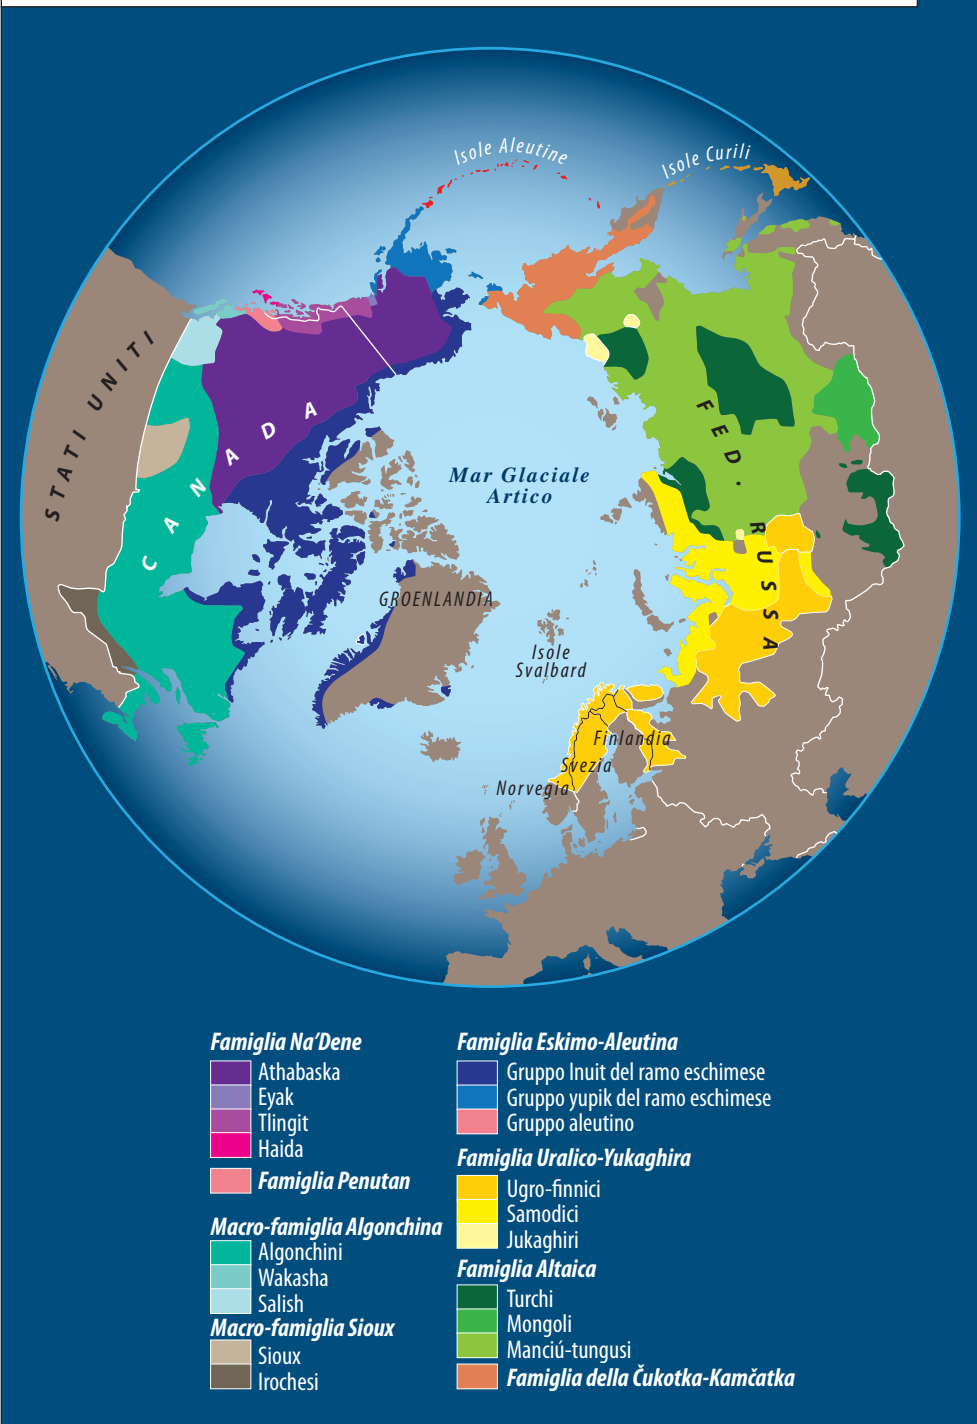 Isole Aleutine
Isole Curili
STATI UNITI
CANADA
FED. RUSSA
Mar Glaciale
Artico
GROENLANDIA
Isole
Svalbard
Finlandia
Svezia
Norvegia
Famiglia Na’Dene
Athabaska
Eyak
Tlingit
Haida
Famiglia Penutan
Macro-famiglia Algonchina
Algonchini
Wakasha
Salish
Macro-famiglia Sioux
Sioux
Irochesi
Famiglia Eskimo-Aleutina
Gruppo Inuit del ramo eschimese
Gruppo yupik del ramo eschimese
Gruppo aleutino
Famiglia Uralico-Yukaghira
Ugro-finnici
Samodici
Jukaghiri
Famiglia Altaica
Turchi
Mongoli
Manciú-tungusi
Famiglia della Čukotka-Kamčatka